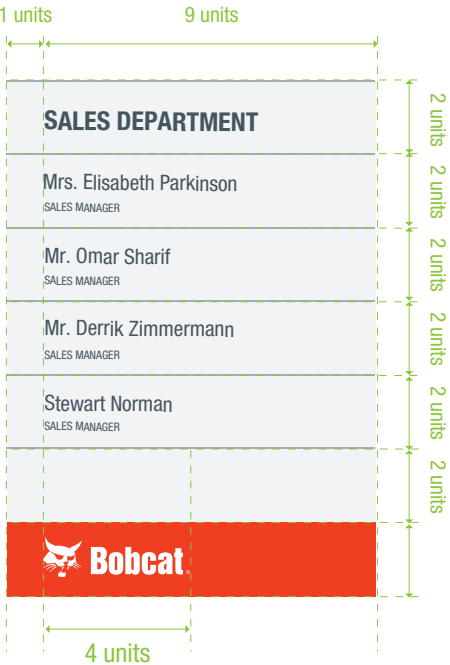 1 units 9 units
SALES DEPARTMENT
2 units
Mrs. Elisabeth Parkinson
SALES MANAGER
2 units
Mr. Omar Sharif
SALES MANAGER
2 units
Mr. Derrik Zimmermann
SALES MANAGER
2 units
Stewart Norman
SALES MANAGER
2 units
2 units
Bobcat
4 units